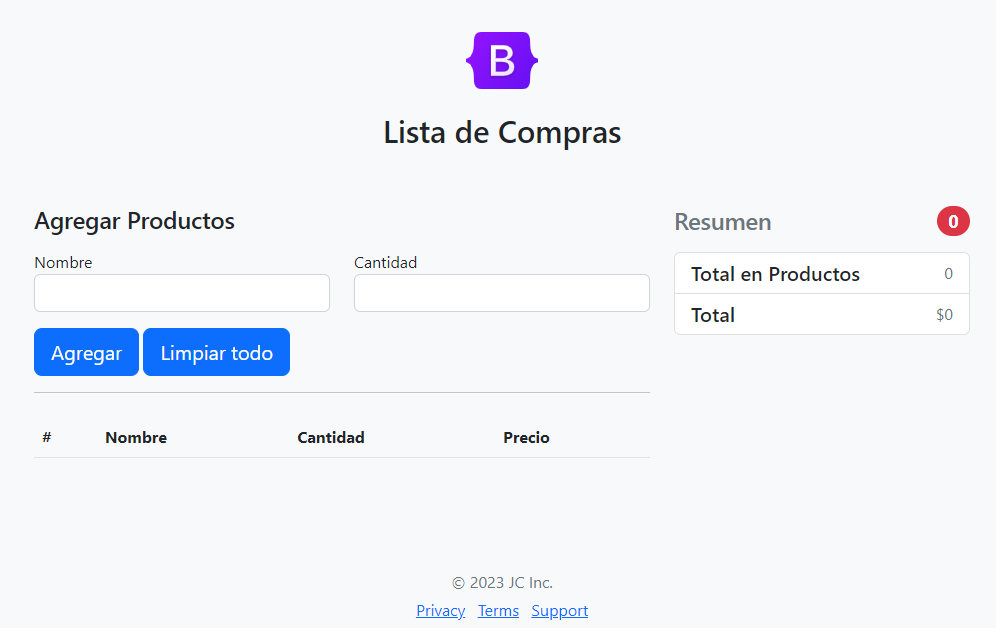 B
Lista de Compras
Agregar Productos
Nombre Cantidad
Agregar Limpiar todo
# Nombre Cantidad Precio
Resumen 0
Total en Productos 0
Total $0
© 2023 JC Inc.
Privacy Terms Support